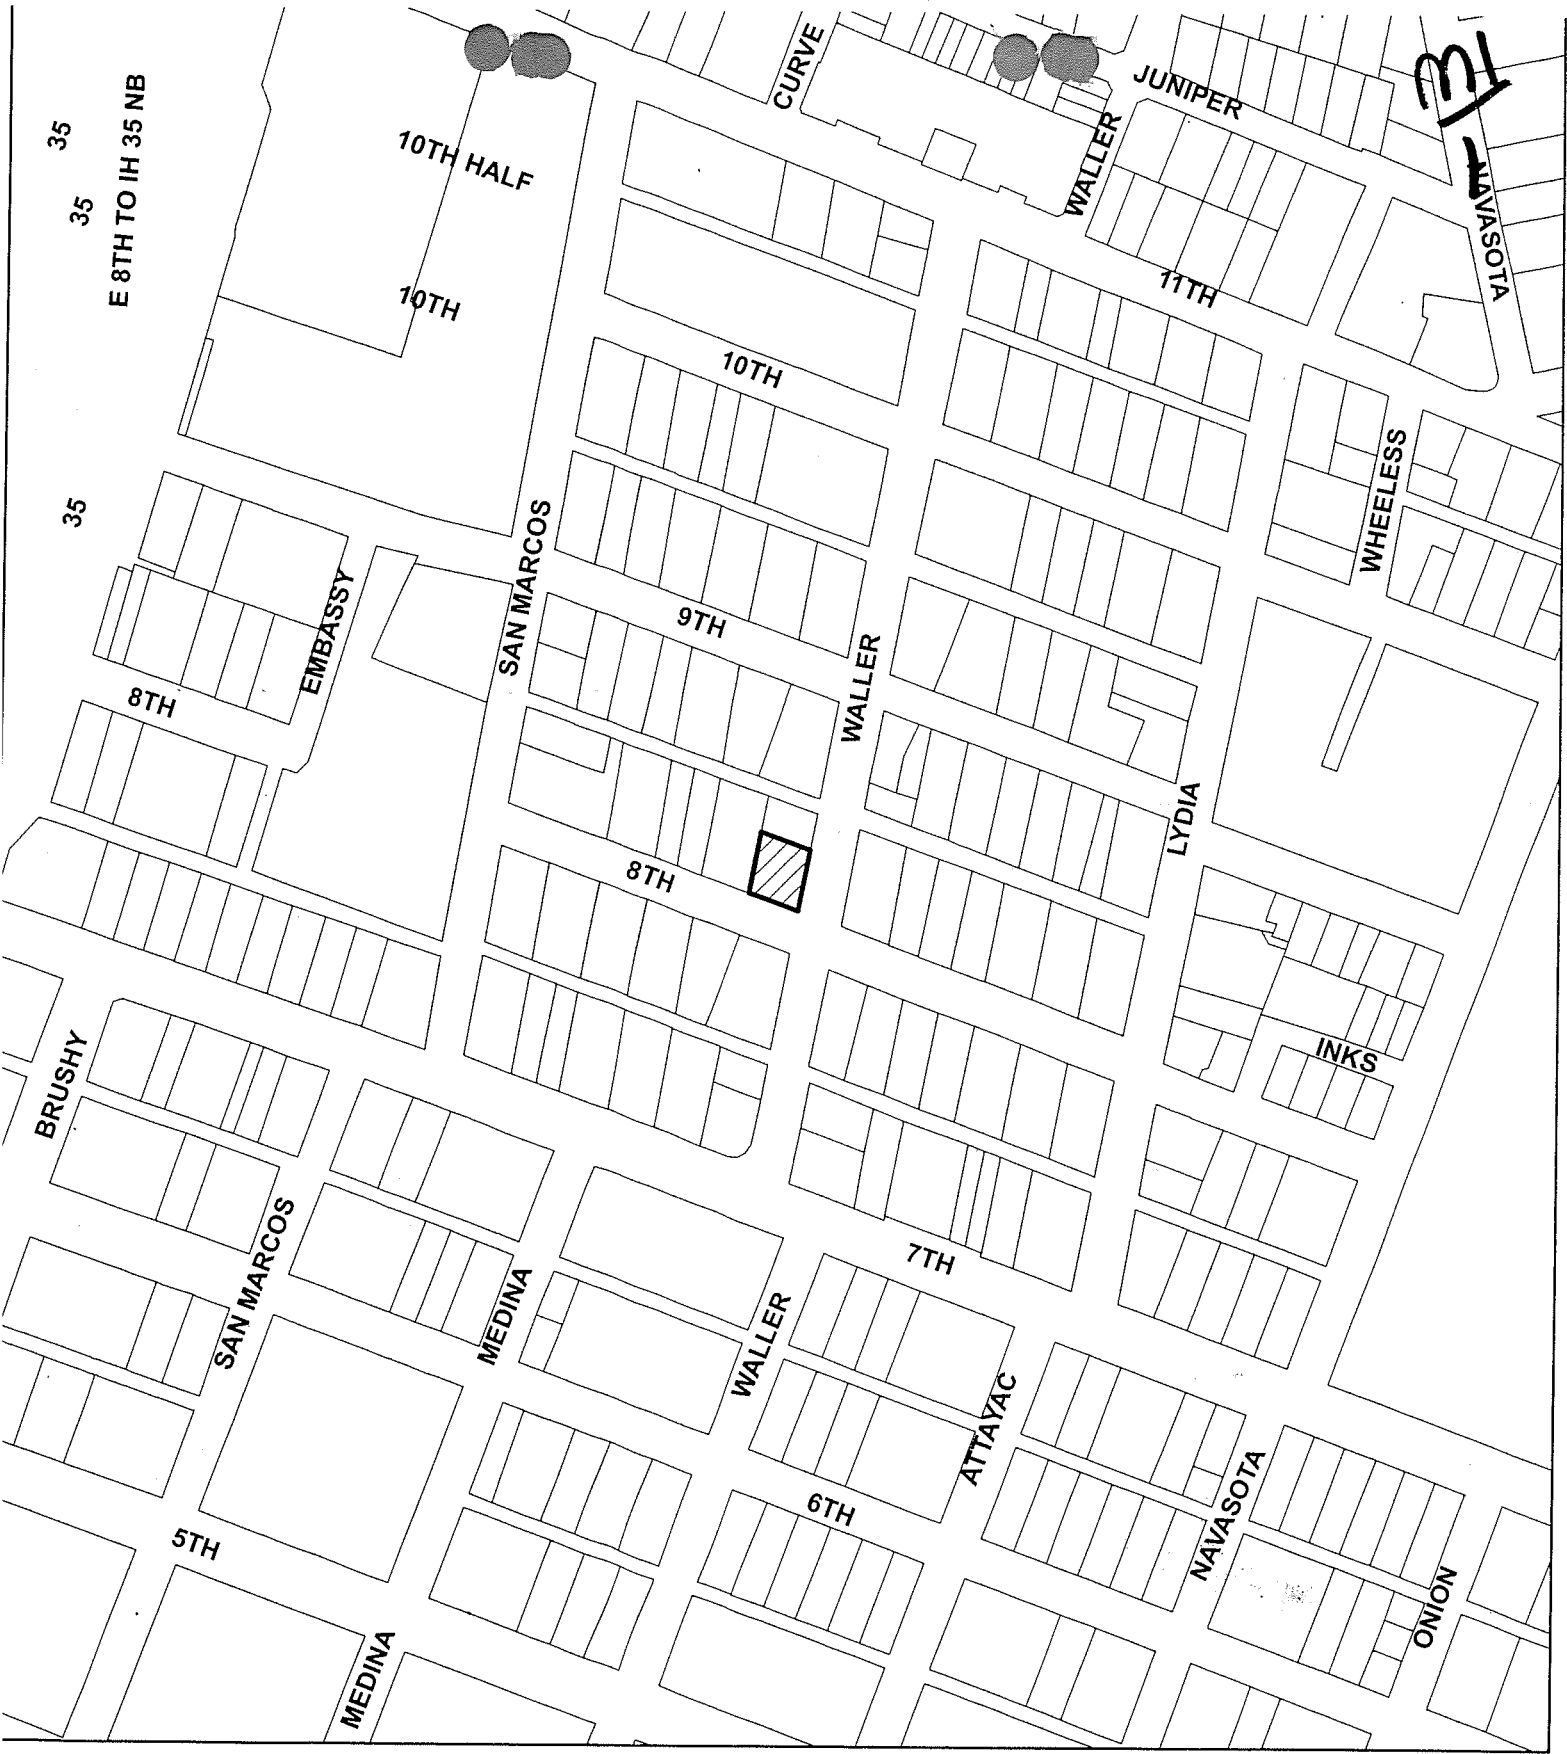 CURVE
JUNIPER
M1
35
E 8TH TO IH 35 NB
10TH HALF
WALLER
NAVASOTA
35
10TH
11TH
10TH
WHEELESS
35
SAN MARCOS
EMBASSY
9TH
WALLER
8TH
LYDIA
8TH
INKS
BRUSHY
SAN MARCOS
7TH
MEDINA
WALLER
ATTAYAC
NAVASOTA
6TH
5TH
ONION
MEDINA